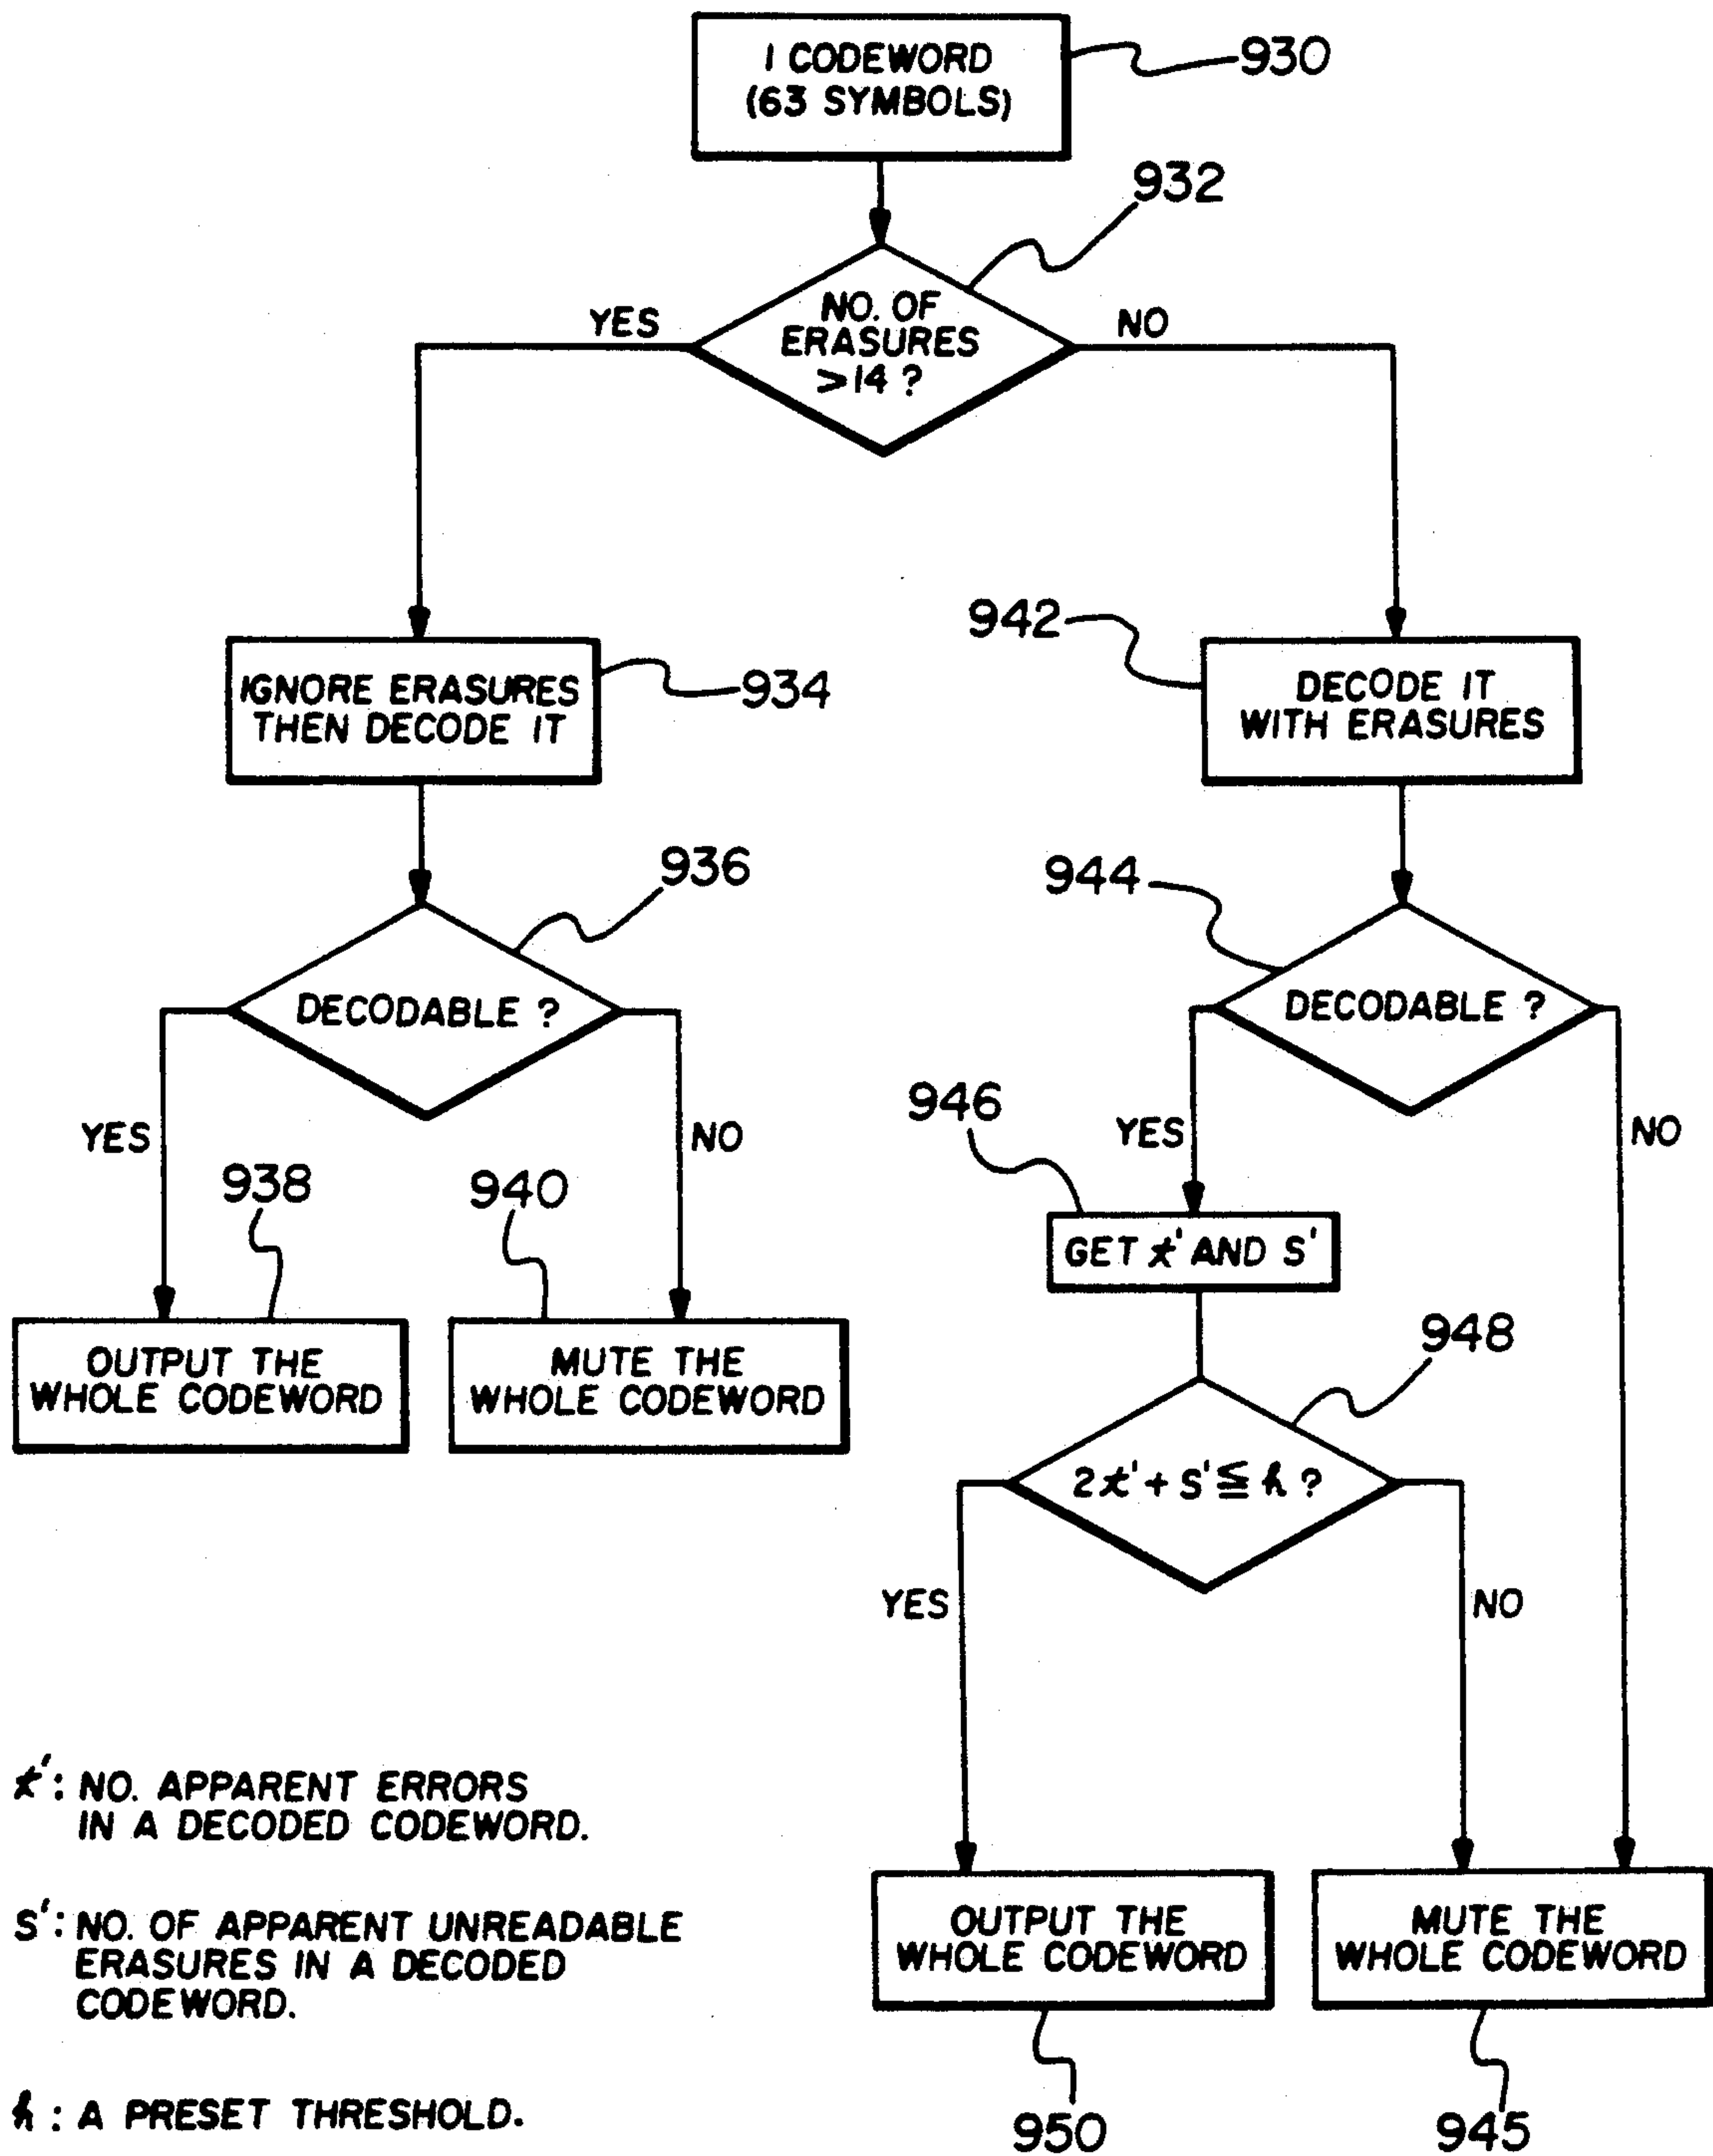 1 CODEWORD
(63 SYMBOLS)
930
932
NO. OF
ERASURES
>14 ?
YES
NO
IGNORE ERASURES
THEN DECODE IT
934
942
DECODE IT
WITH ERASURES
936
944
DECODABLE ?
DECODABLE ?
YES
NO
946
YES
NO
938
940
GET t' AND S'
OUTPUT THE
WHOLE CODEWORD
MUTE THE
WHOLE CODEWORD
948
2t' + S' ≦ h ?
YES
NO
t': NO. APPARENT ERRORS
IN A DECODED CODEWORD.
S': NO. OF APPARENT UNREADABLE
ERASURES IN A DECODED
CODEWORD.
h : A PRESET THRESHOLD.
OUTPUT THE
WHOLE CODEWORD
MUTE THE
WHOLE CODEWORD
950
945